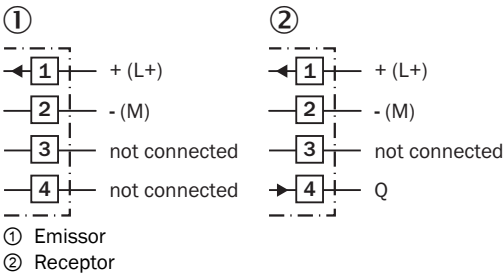 ① ②
1 + (L+) 1 + (L+)
2 - (M) 2 - (M)
3 not connected 3 not connected
4 not connected 4 Q
① Emissor
② Receptor